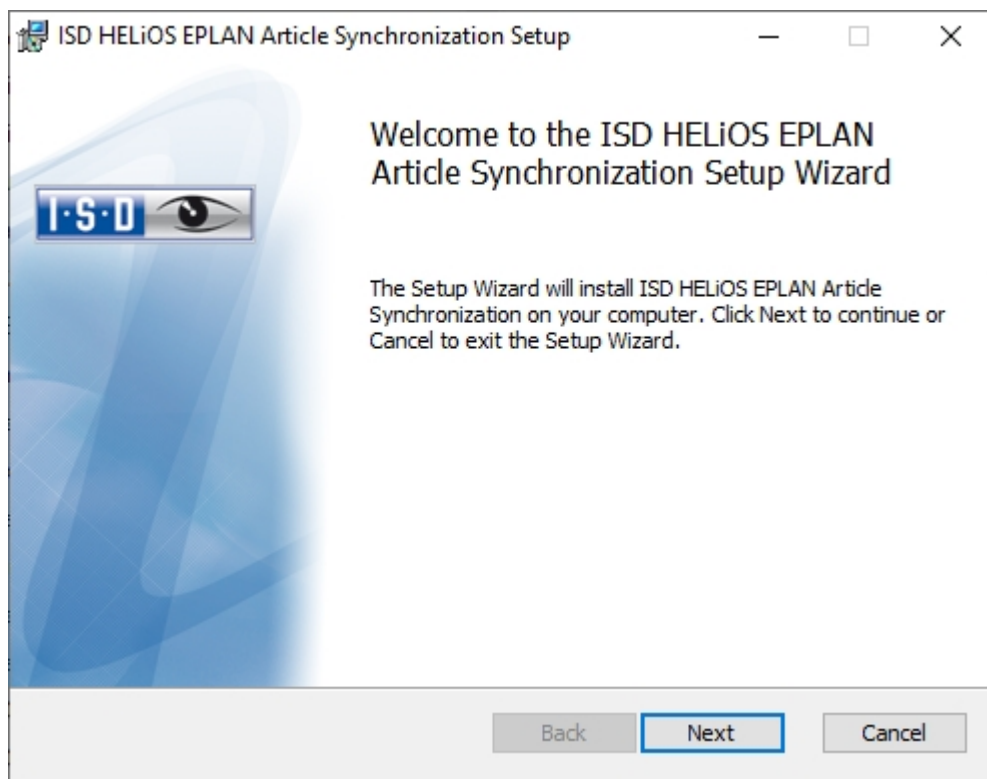 ISD HELiOS EPLAN Article Synchronization Setup
Welcome to the ISD HELiOS EPLAN
Article Synchronization Setup Wizard
I·S·D
The Setup Wizard will install ISD HELiOS EPLAN Article
Synchronization on your computer. Click Next to continue or
Cancel to exit the Setup Wizard.
Back Next Cancel